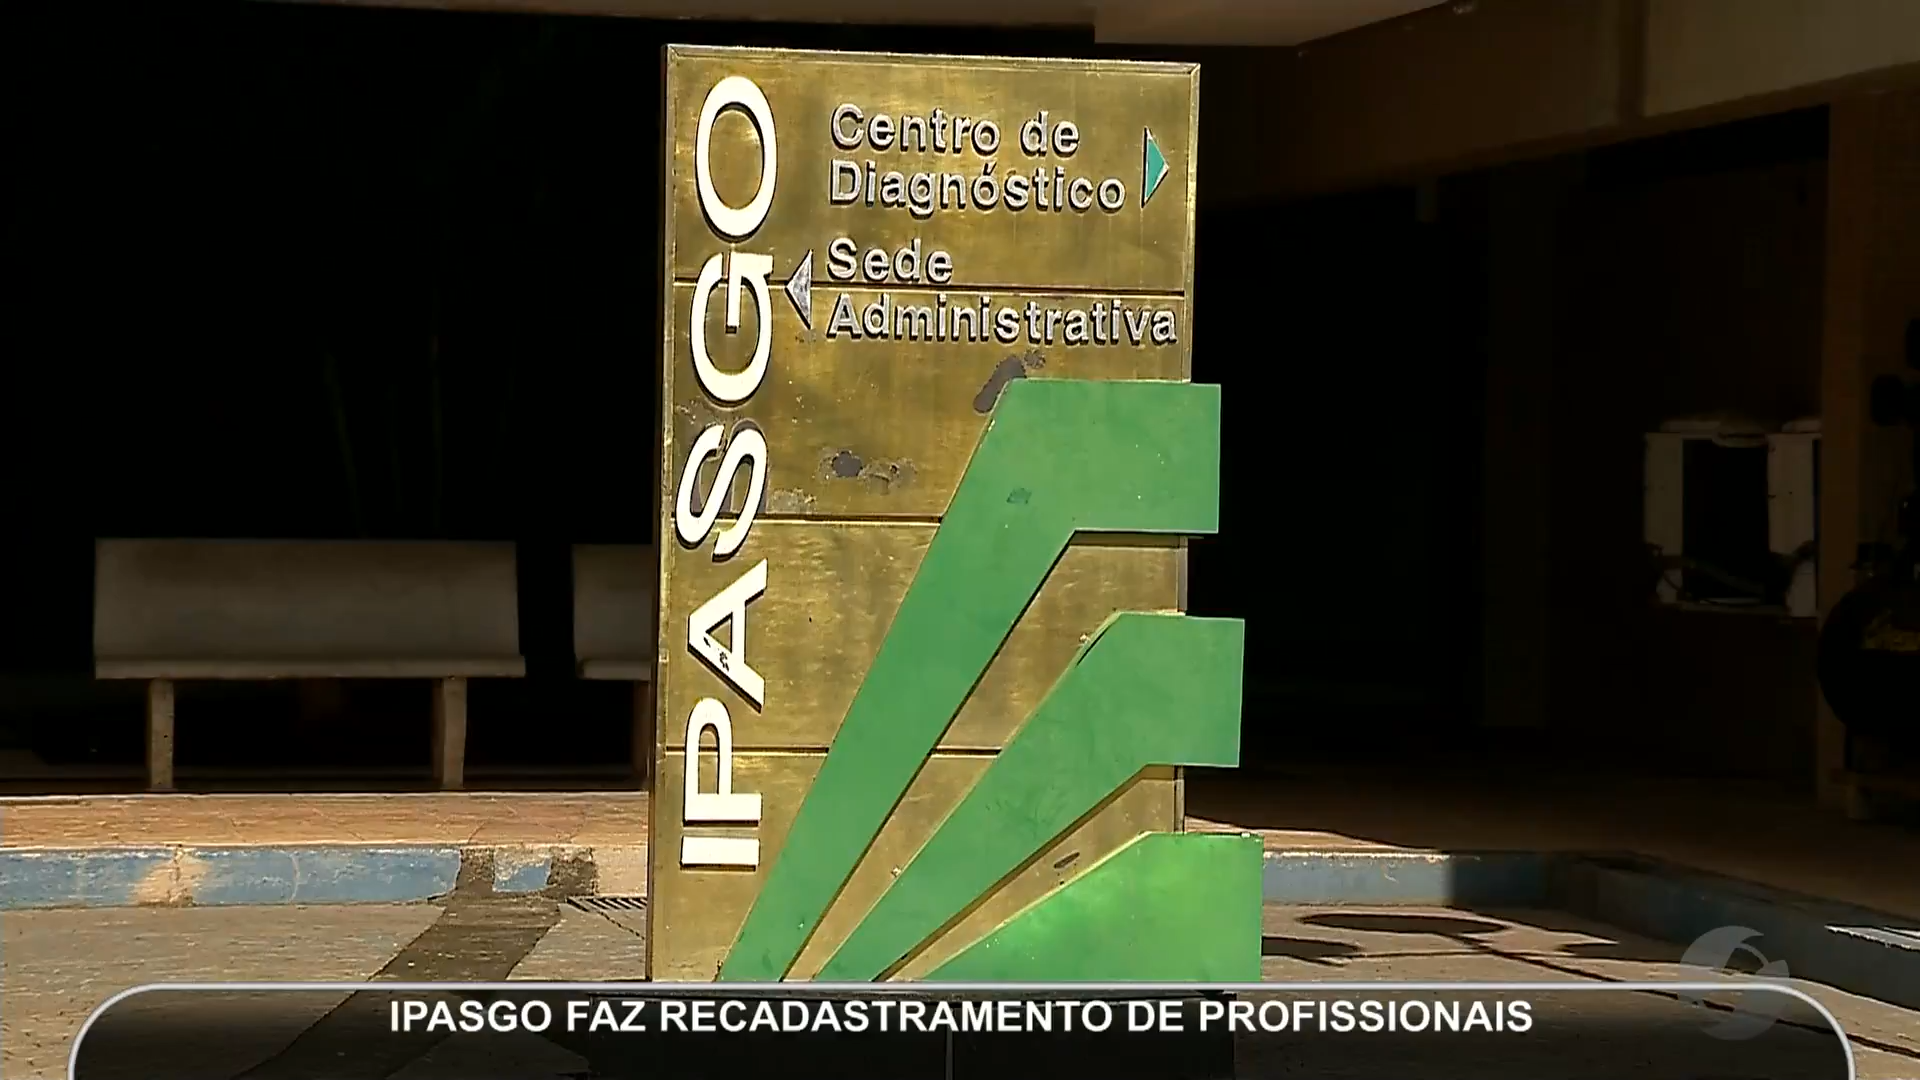 IPASGO
Centro de
Diagnóstico
Sede
Administrativa
IPASGO FAZ RECADASTRAMENTO DE PROFISSIONAIS